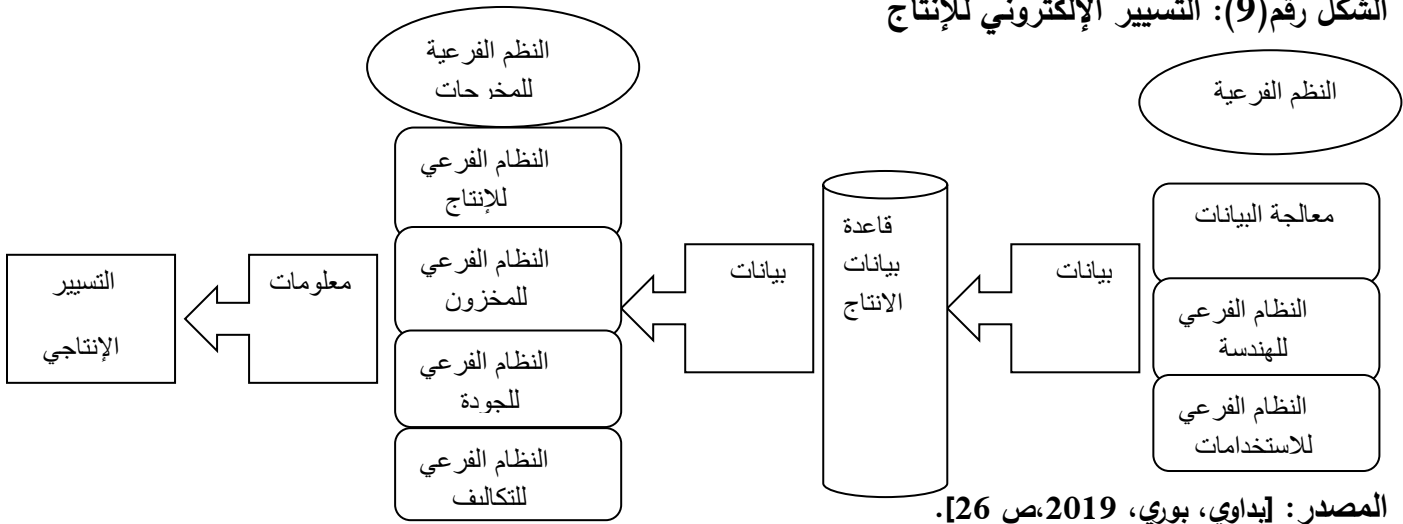 الشكل رقم(9): التسيير الإلكتروني للإنتاج
النظم الفرعية
معالجة البيانات
النظام الفرعي
للهندسة
النظام الفرعي
للاستخدامات
بيانات
قاعدة
بيانات
الانتاج
بيانات
النظم الفرعية
للمخرجات
النظام الفرعي
للإنتاج
النظام الفرعي
للمخزون
النظام الفرعي
للجودة
النظام الفرعي
للتكاليف
معلومات
التسيير
الإنتاجي
المصدر: [بداوي، بوري، 2019،ص 26].